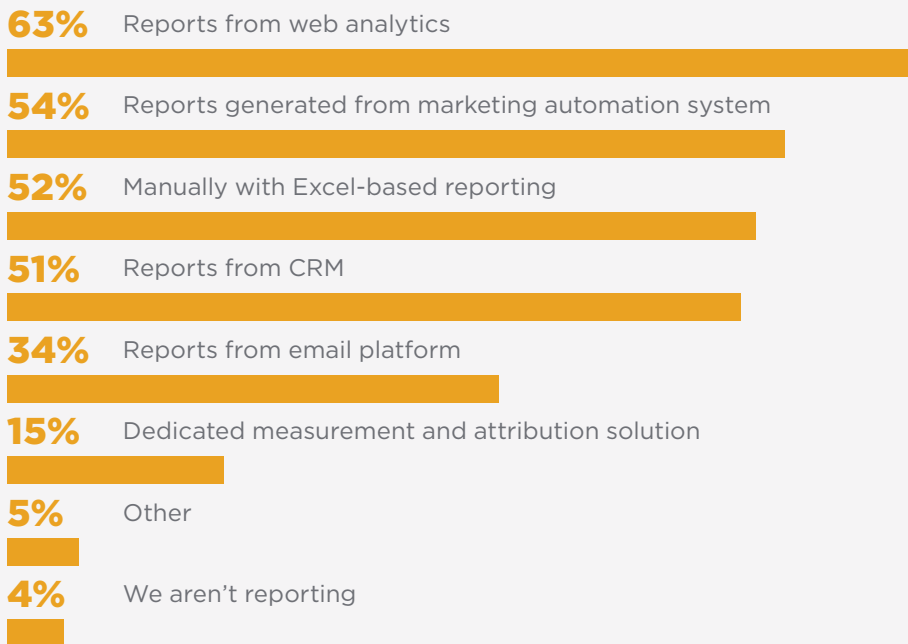 63% Reports from web analytics
54% Reports generated from marketing automation system
52% Manually with Excel-based reporting
51% Reports from CRM
34% Reports from email platform
15% Dedicated measurement and attribution solution
5% Other
4% We aren’t reporting